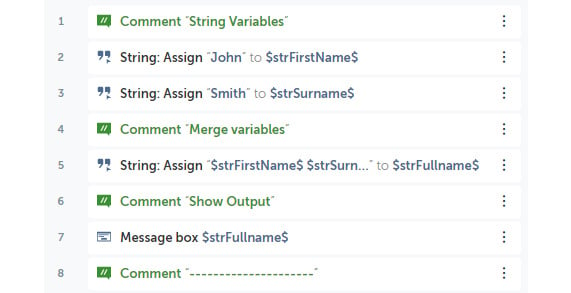 1 Comment "String Variables"
2 String: Assign "John" to $strFirstName$
3 String: Assign "Smith" to $strSurname$
4 Comment "Merge variables"
5 String: Assign "$strFirstName$ $strSurn..." to $strFullname$
6 Comment "Show Output"
7 Message box $strFullname$
8 Comment "---------------------"